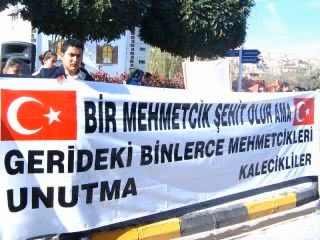 BİR MEHMETCİK ŞEHİT OLUR AMA
GERİDEKİ BİNLERCE MEHMETCİKLERİ
UNUTMA
KALECİKLİLER